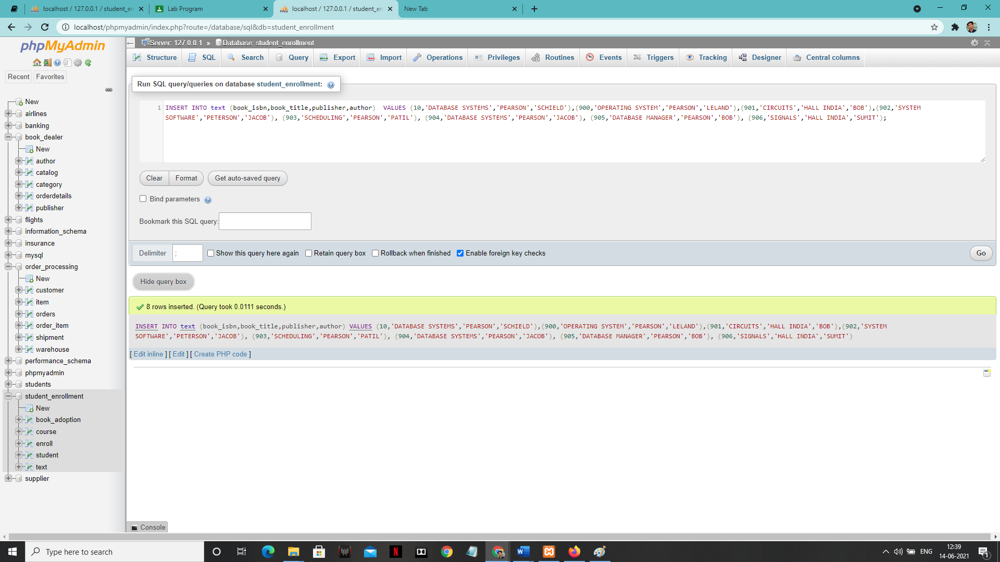 localhost / 127.0.0.1 / student_en
Lab Program
localhost / 127.0.0.1 / student_en
New Tab
localhost/phpmyadmin/index.php?route=/database/sql&db=student_enrollment
phpMyAdmin
Recent Favorites
New
airlines
banking
book_dealer
New
author
catalog
category
orderdetails
publisher
flights
information_schema
insurance
mysql
order_processing
New
customer
item
orders
order_item
shipment
warehouse
performance_schema
phpmyadmin
students
student_enrollment
New
book_adoption
course
enroll
student
text
supplier
Server: 127.0.0.1 » Database: student_enrollment
Structure SQL Search Query Export Import Operations Privileges Routines Events Triggers Tracking Designer Central columns
Run SQL query/queries on database student_enrollment:
1 INSERT INTO text (book_isbn,book_title,publisher,author)  VALUES (10,'DATABASE SYSTEMS','PEARSON','SCHIELD'),(900,'OPERATING SYSTEM','PEARSON','LELAND'),(901,'CIRCUITS','HALL INDIA','BOB'),(902,'SYSTEM
SOFTWARE','PETERSON','JACOB'), (903,'SCHEDULING','PEARSON','PATIL'), (904,'DATABASE SYSTEMS','PEARSON','JACOB'), (905,'DATABASE MANAGER','PEARSON','BOB'), (906,'SIGNALS','HALL INDIA','SUMIT');
Clear Format Get auto-saved query
Bind parameters
Bookmark this SQL query:
Delimiter ; Show this query here again Retain query box Rollback when finished Enable foreign key checks Go
Hide query box
8 rows inserted. (Query took 0.0111 seconds.)
INSERT INTO text (book_isbn,book_title,publisher,author) VALUES (10,'DATABASE SYSTEMS','PEARSON','SCHIELD'),(900,'OPERATING SYSTEM','PEARSON','LELAND'),(901,'CIRCUITS','HALL INDIA','BOB'),(902,'SYSTEM
SOFTWARE','PETERSON','JACOB'), (903,'SCHEDULING','PEARSON','PATIL'), (904,'DATABASE SYSTEMS','PEARSON','JACOB'), (905,'DATABASE MANAGER','PEARSON','BOB'), (906,'SIGNALS','HALL INDIA','SUMIT')
[ Edit inline ] [ Edit ] [ Create PHP code ]
Console
Type here to search
ENG
12:39
14-06-2021
1